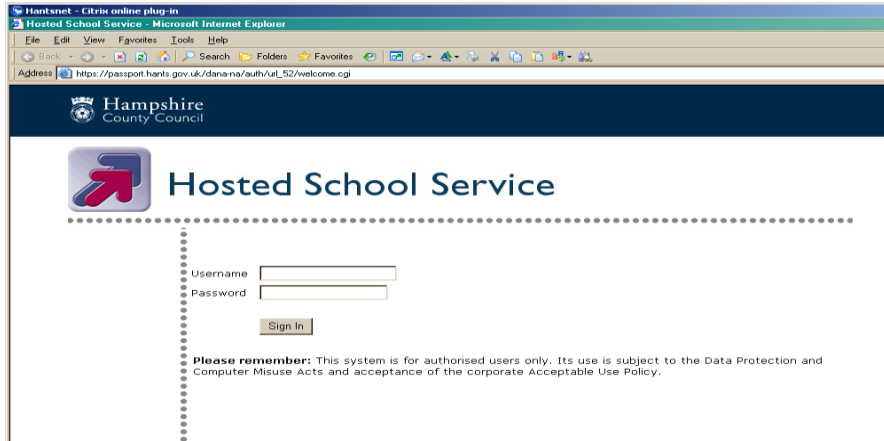 Hantsnet - Citrix online plug-in
Hosted School Service - Microsoft Internet Explorer
File Edit View Favorites Tools Help
Back Search Folders Favorites
Address https://passport.hants.gov.uk/dana-na/auth/url_52/welcome.cgi
Hampshire
County Council
Hosted School Service
Username
Password
Sign In
Please remember: This system is for authorised users only. Its use is subject to the Data Protection and
Computer Misuse Acts and acceptance of the corporate Acceptable Use Policy.